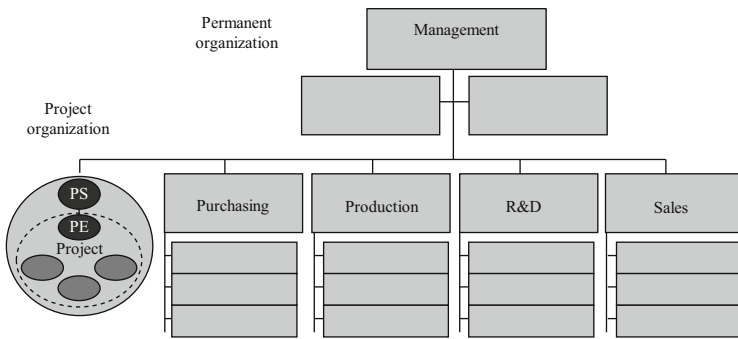 Permanent
organization
Management
Project
organization
PS
PE
Project
Purchasing
Production
R&D
Sales